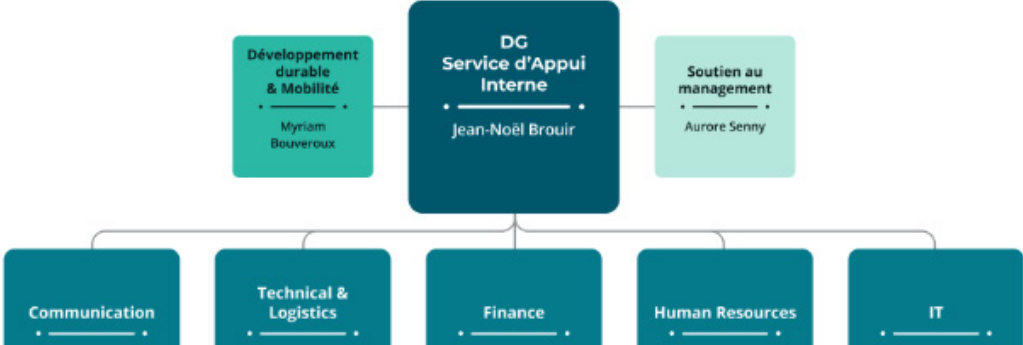 DG
Service d'Appui
Interne
Jean-Noël Brouir
Développement
durable
& Mobilité
Myriam
Bouveroux
Soutien au
management
Aurore Senny
Communication
Technical &
Logistics
Finance
Human Resources
IT